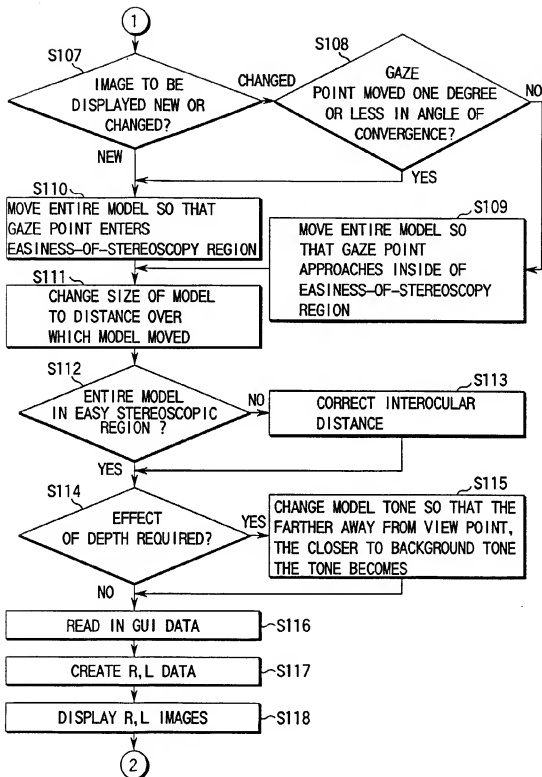 1
S107
IMAGE TO BE
DISPLAYED NEW OR
CHANGED?
CHANGED
NEW
S108
GAZE
POINT MOVED ONE DEGREE
OR LESS IN ANGLE OF
CONVERGENCE?
NO
YES
S110
MOVE ENTIRE MODEL SO THAT
GAZE POINT ENTERS
EASINESS-OF-STEREOSCOPY REGION
S109
MOVE ENTIRE MODEL SO
THAT GAZE POINT
APPROACHES INSIDE OF
EASINESS-OF-STEREOSCOPY
REGION
S111
CHANGE SIZE OF MODEL
TO DISTANCE OVER
WHICH MODEL MOVED
S112
ENTIRE MODEL
IN EASY STEREOSCOPIC
REGION ?
NO
YES
S113
CORRECT INTEROCULAR
DISTANCE
S114
EFFECT
OF DEPTH REQUIRED?
YES
NO
S115
CHANGE MODEL TONE SO THAT THE
FARTHER AWAY FROM VIEW POINT,
THE CLOSER TO BACKGROUND TONE
THE TONE BECOMES
READ IN GUI DATA
S116
CREATE R,L DATA
S117
DISPLAY R,L IMAGES
S118
2